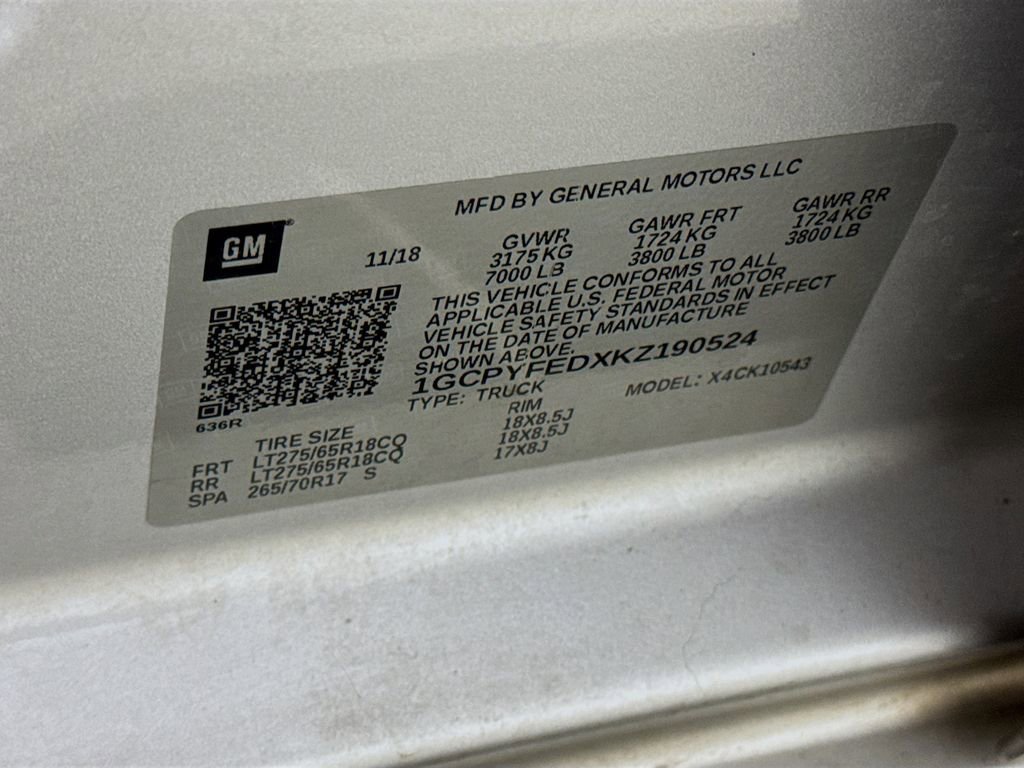 MFD BY GENERAL MOTORS LLC
GM®
11/18
GVWR GAWR FRT GAWR RR
3175 KG 1724 KG 1724 KG
7000 LB 3800 LB 3800 LB
THIS VEHICLE CONFORMS TO ALL
APPLICABLE U.S. FEDERAL MOTOR
VEHICLE SAFETY STANDARDS IN EFFECT
ON THE DATE OF MANUFACTURE
SHOWN ABOVE.
1GCPYFEDXKZ190524
TYPE: TRUCK MODEL: X4CK10543
636R
TIRE SIZE RIM
FRT LT275/65R18CQ 18X8.5J
RR LT275/65R18CQ 18X8.5J
SPA 265/70R17 S 17X8J